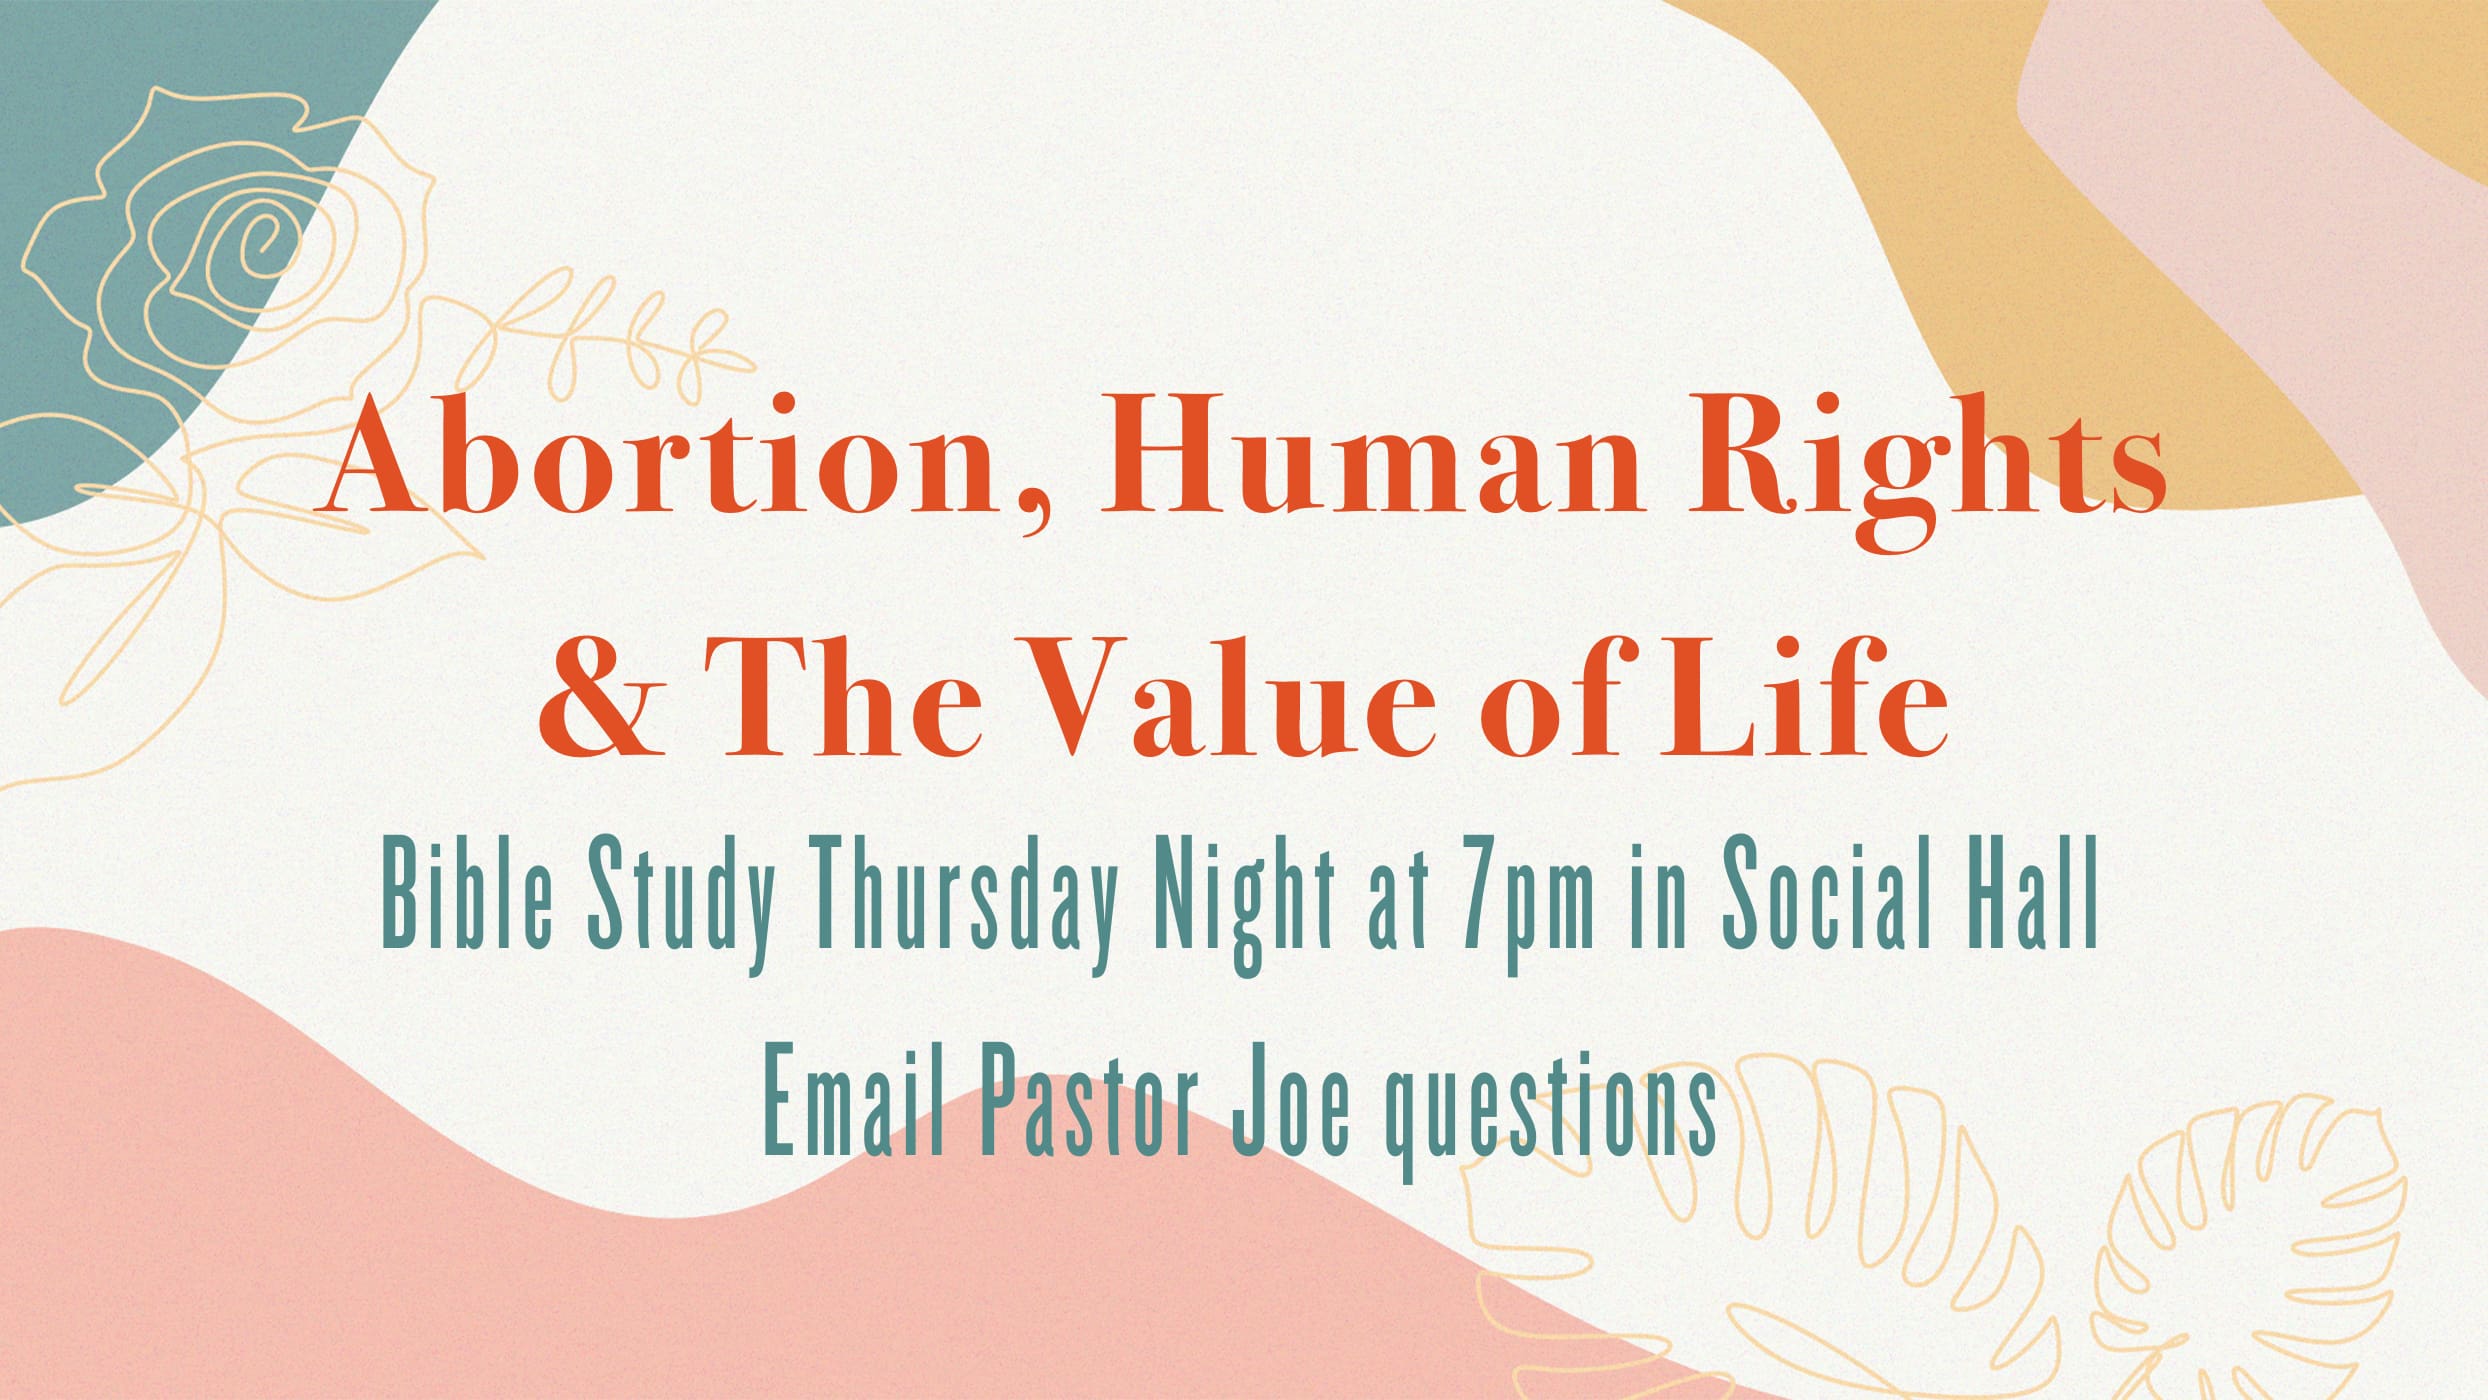 Abortion, Human Rights
& The Value of Life
Bible Study Thursday Night at 7pm in Social Hall
Email Pastor Joe questions